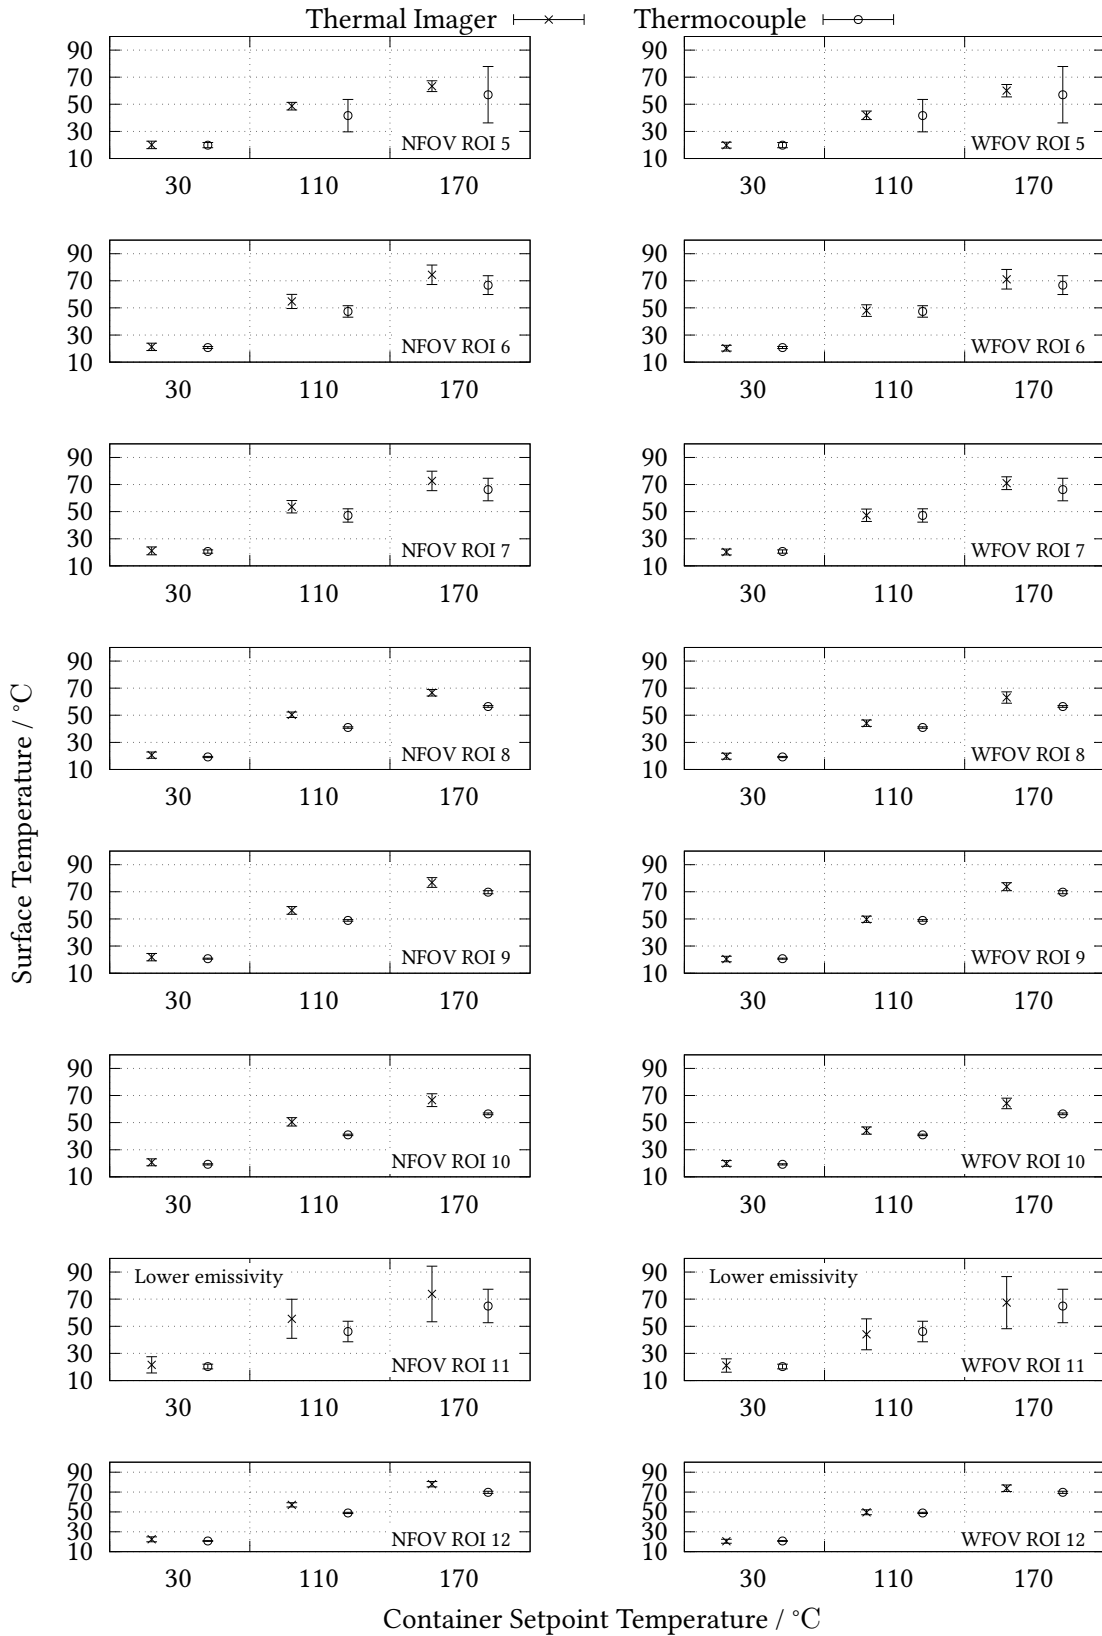 Thermal Imager Thermocouple
90 90
70 70
50 50
30 NFOV ROI 5 30 WFOV ROI 5
10 10
30 110 170 30 110 170
90 90
70 70
50 50
30 NFOV ROI 6 30 WFOV ROI 6
10 10
30 110 170 30 110 170
90 90
70 70
50 50
30 NFOV ROI 7 30 WFOV ROI 7
10 10
30 110 170 30 110 170
90 90
70 70
50 50
30 NFOV ROI 8 30 WFOV ROI 8
10 10
30 110 170 30 110 170
Surface Temperature / °C
90 90
70 70
50 50
30 NFOV ROI 9 30 WFOV ROI 9
10 10
30 110 170 30 110 170
90 90
70 70
50 50
30 NFOV ROI 10 30 WFOV ROI 10
10 10
30 110 170 30 110 170
90 Lower emissivity 90 Lower emissivity
70 70
50 50
30 NFOV ROI 11 30 WFOV ROI 11
10 10
30 110 170 30 110 170
90 90
70 70
50 50
30 NFOV ROI 12 30 WFOV ROI 12
10 10
30 110 170 30 110 170
Container Setpoint Temperature / °C